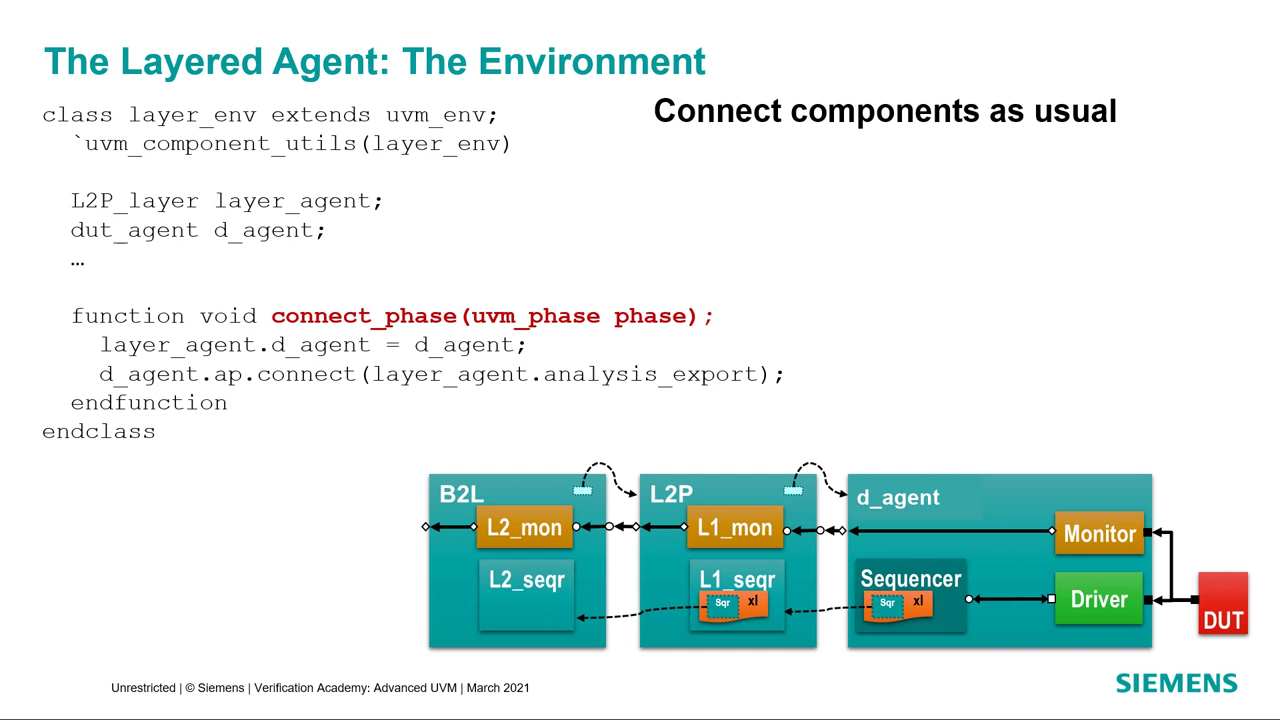 The Layered Agent: The Environment
Connect components as usual
class layer_env extends uvm_env;
`uvm_component_utils(layer_env)
L2P_layer layer_agent;
dut_agent d_agent;
…
function void connect_phase(uvm_phase phase);
layer_agent.d_agent = d_agent;
d_agent.ap.connect(layer_agent.analysis_export);
endfunction
endclass
B2L
L2_mon
L2_seqr
L2P
L1_mon
L1_seqr
Sqr xl
d_agent
Monitor
Sequencer
Sqr xl
Driver
DUT
Unrestricted | © Siemens | Verification Academy: Advanced UVM | March 2021
SIEMENS